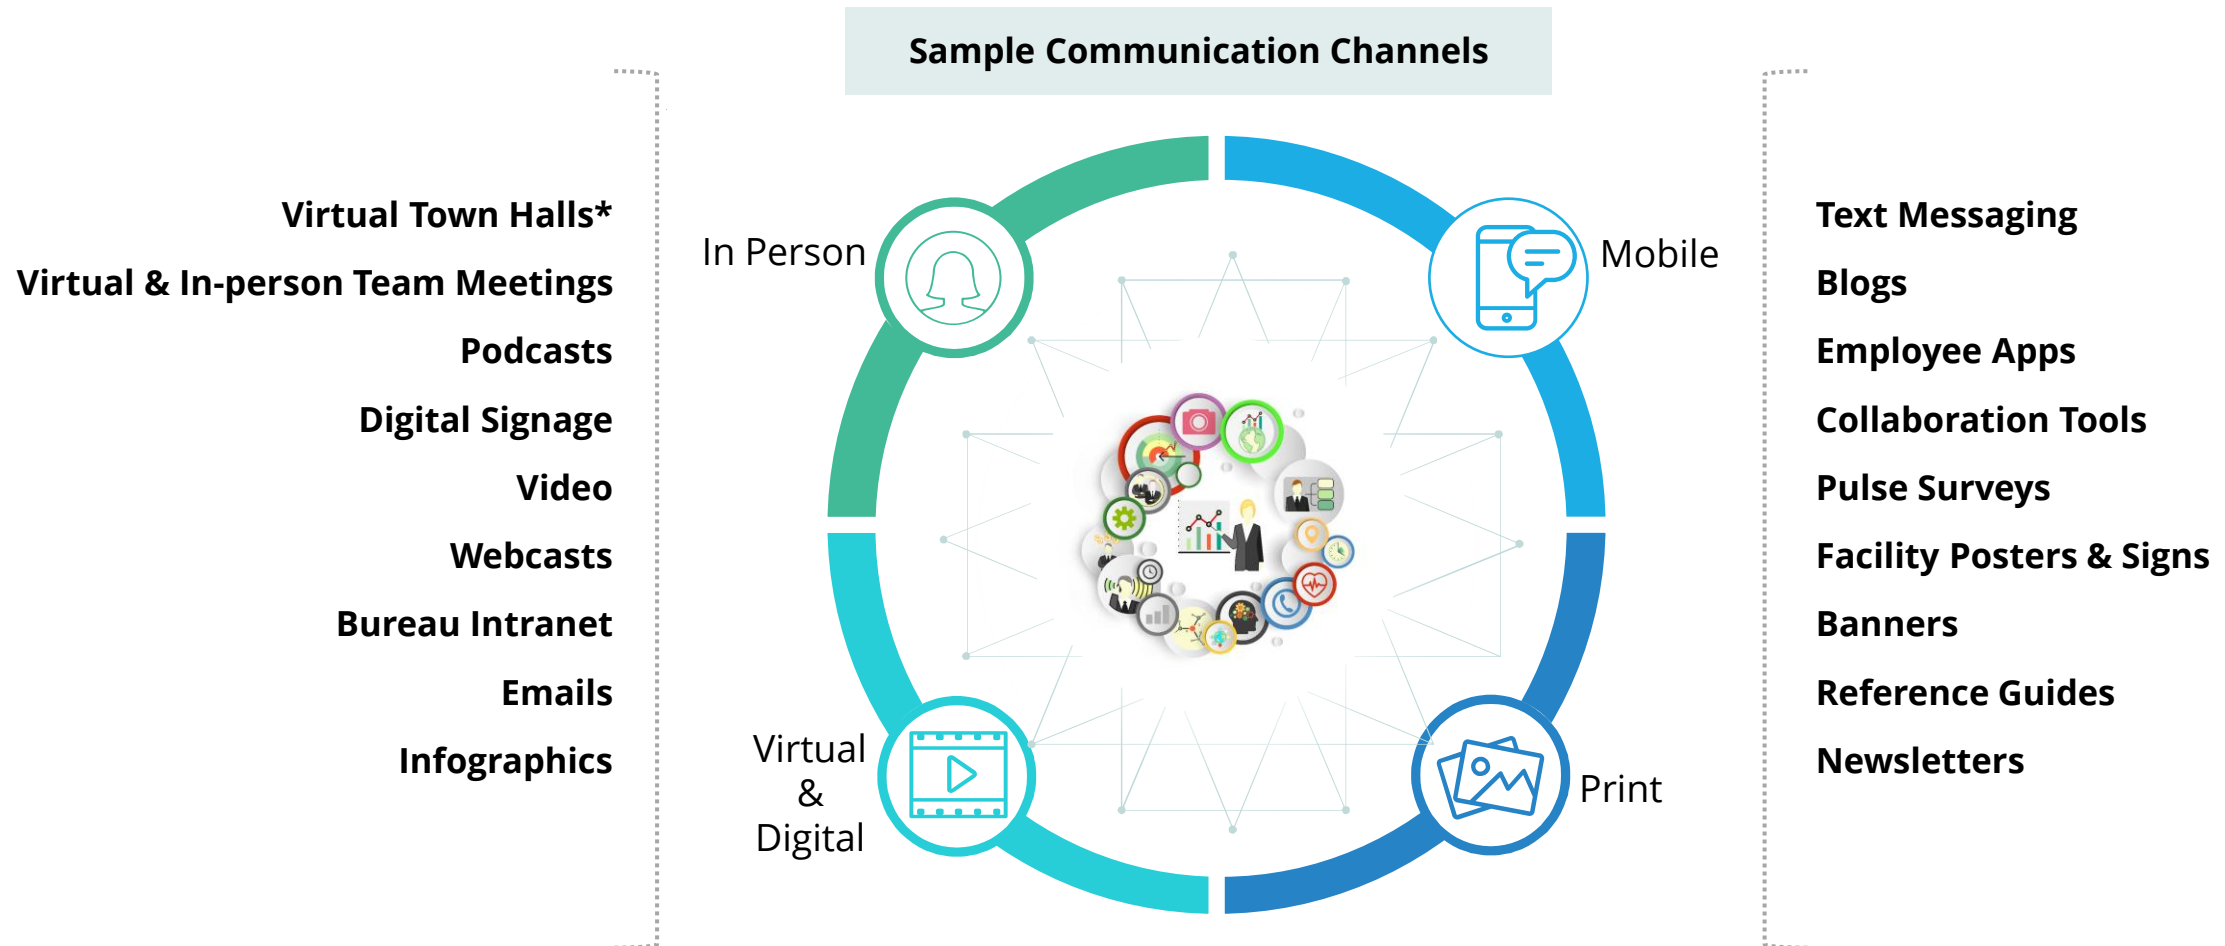 Sample Communication Channels
Virtual Town Halls*
Virtual & In-person Team Meetings
Podcasts
Digital Signage
Video
Webcasts
Bureau Intranet
Emails
Infographics
In Person
Mobile
Virtual
&
Digital
Print
Text Messaging
Blogs
Employee Apps
Collaboration Tools
Pulse Surveys
Facility Posters & Signs
Banners
Reference Guides
Newsletters